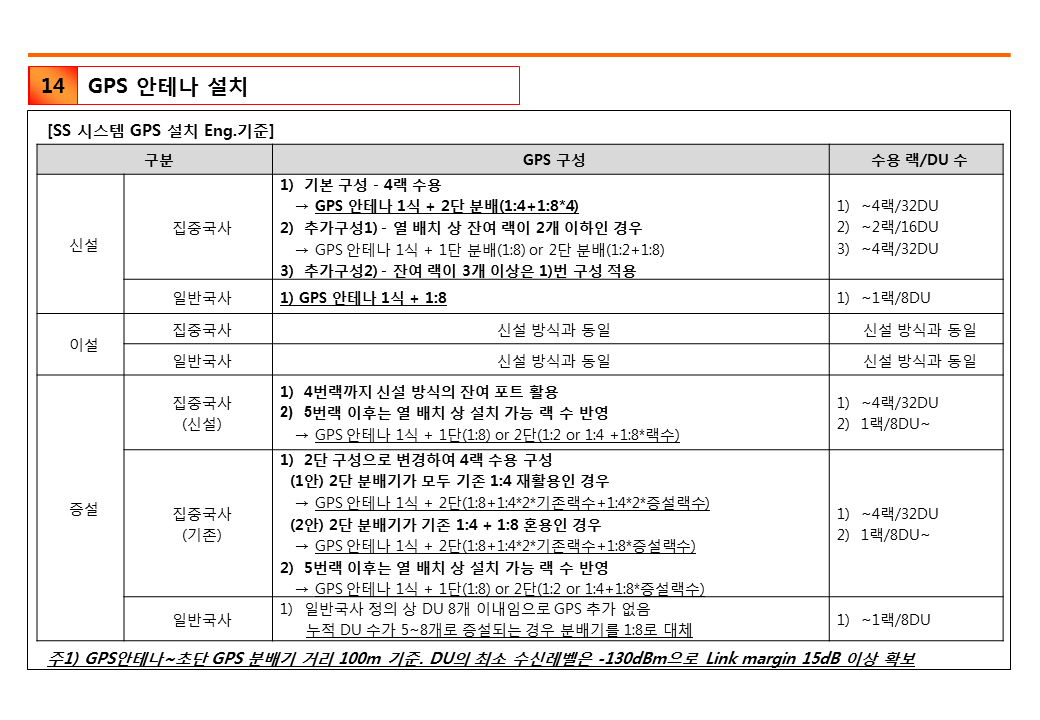 14 GPS 안테나 설치
[SS 시스템 GPS 설치 Eng.기준]
구분 GPS 구성 수용 랙/DU 수
신설
집중국사
1) 기본 구성 - 4랙 수용
→ GPS 안테나 1식 + 2단 분배(1:4+1:8*4)
2) 추가구성1) - 열 배치 상 잔여 랙이 2개 이하인 경우
→ GPS 안테나 1식 + 1단 분배(1:8) or 2단 분배(1:2+1:8)
3) 추가구성2) - 잔여 랙이 3개 이상은 1)번 구성 적용
1) ~4랙/32DU
2) ~2랙/16DU
3) ~4랙/32DU
일반국사
1) GPS 안테나 1식 + 1:8
1) ~1랙/8DU
이설
집중국사 신설 방식과 동일 신설 방식과 동일
일반국사 신설 방식과 동일 신설 방식과 동일
증설
집중국사
(신설)
1) 4번랙까지 신설 방식의 잔여 포트 활용
2) 5번랙 이후는 열 배치 상 설치 가능 랙 수 반영
→ GPS 안테나 1식 + 1단(1:8) or 2단(1:2 or 1:4 +1:8*랙수)
1) ~4랙/32DU
2) 1랙/8DU~
집중국사
(기존)
1) 2단 구성으로 변경하여 4랙 수용 구성
(1안) 2단 분배기가 모두 기존 1:4 재활용인 경우
→ GPS 안테나 1식 + 2단(1:8+1:4*2*기존랙수+1:4*2*증설랙수)
(2안) 2단 분배기가 기존 1:4 + 1:8 혼용인 경우
→ GPS 안테나 1식 + 2단(1:8+1:4*2*기존랙수+1:8*증설랙수)
2) 5번랙 이후는 열 배치 상 설치 가능 랙 수 반영
→ GPS 안테나 1식 + 1단(1:8) or 2단(1:2 or 1:4+1:8*증설랙수)
1) ~4랙/32DU
2) 1랙/8DU~
일반국사
1) 일반국사 정의 상 DU 8개 이내임으로 GPS 추가 없음
누적 DU 수가 5~8개로 증설되는 경우 분배기를 1:8로 대체
1) ~1랙/8DU
주1) GPS안테나~초단 GPS 분배기 거리 100m 기준. DU의 최소 수신레벨은 -130dBm으로 Link margin 15dB 이상 확보